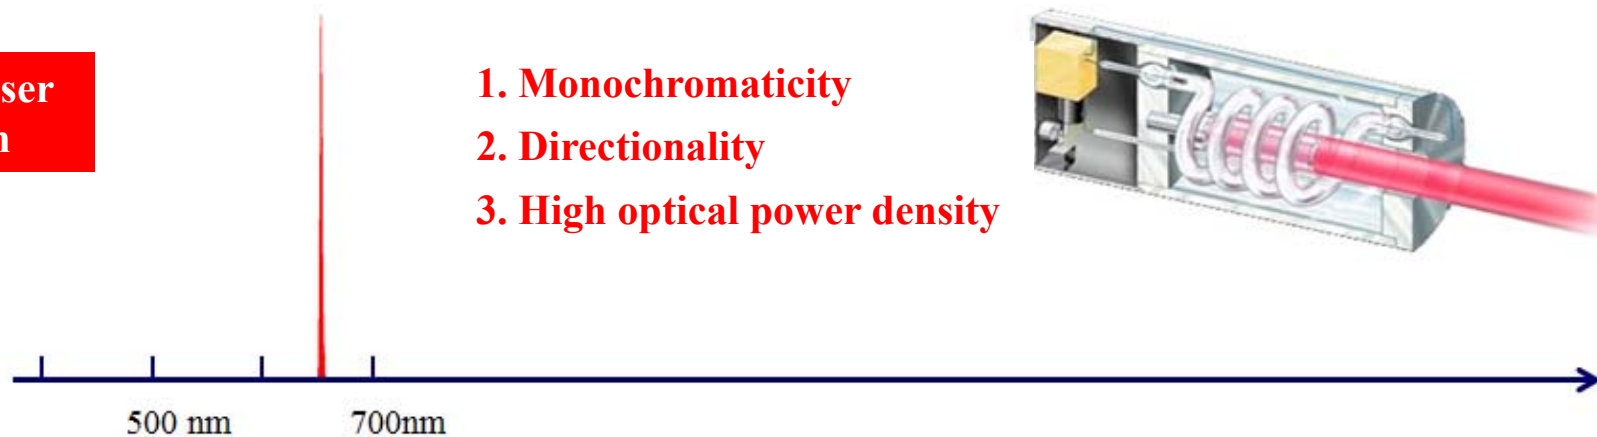 ser
n
1. Monochromaticity
2. Directionality
3. High optical power density
500 nm
700nm